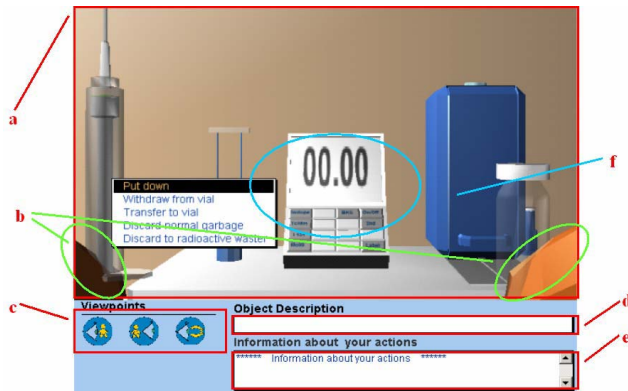 a
00.00
f
Put down
Withdraw from vial
Transfer to vial
Discard normal garbage
Discard to radioactive waster
b
Viewpoints
c
Object Description
d
Information about your actions
****** Information about your actions ******
e